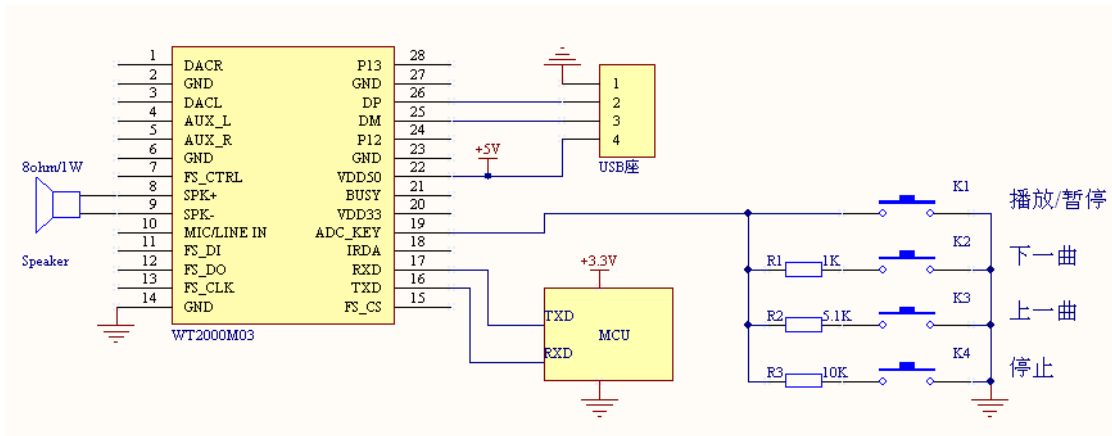 1 DACR P13 28
2 GND GND 27
3 DACL DP 26
4 AUX_L DM 25
5 AUX_R P12 24
6 GND GND 23
7 FS_CTRL VDD50 22
8 SPK+ BUSY 21
9 SPK- VDD33 20
10 MIC/LINE IN ADC_KEY 19
11 FS_DI IRDA 18
12 FS_DO RXD 17
13 FS_CLK TXD 16
14 GND FS_CS 15
WT2000M03
8ohm/1W
Speaker
+5V
1
2
3
4
USB座
+3.3V
TXD
MCU
RXD
K1 播放/暂停
R1 1K K2 下一曲
R2 5.1K K3 上一曲
R3 10K K4 停止